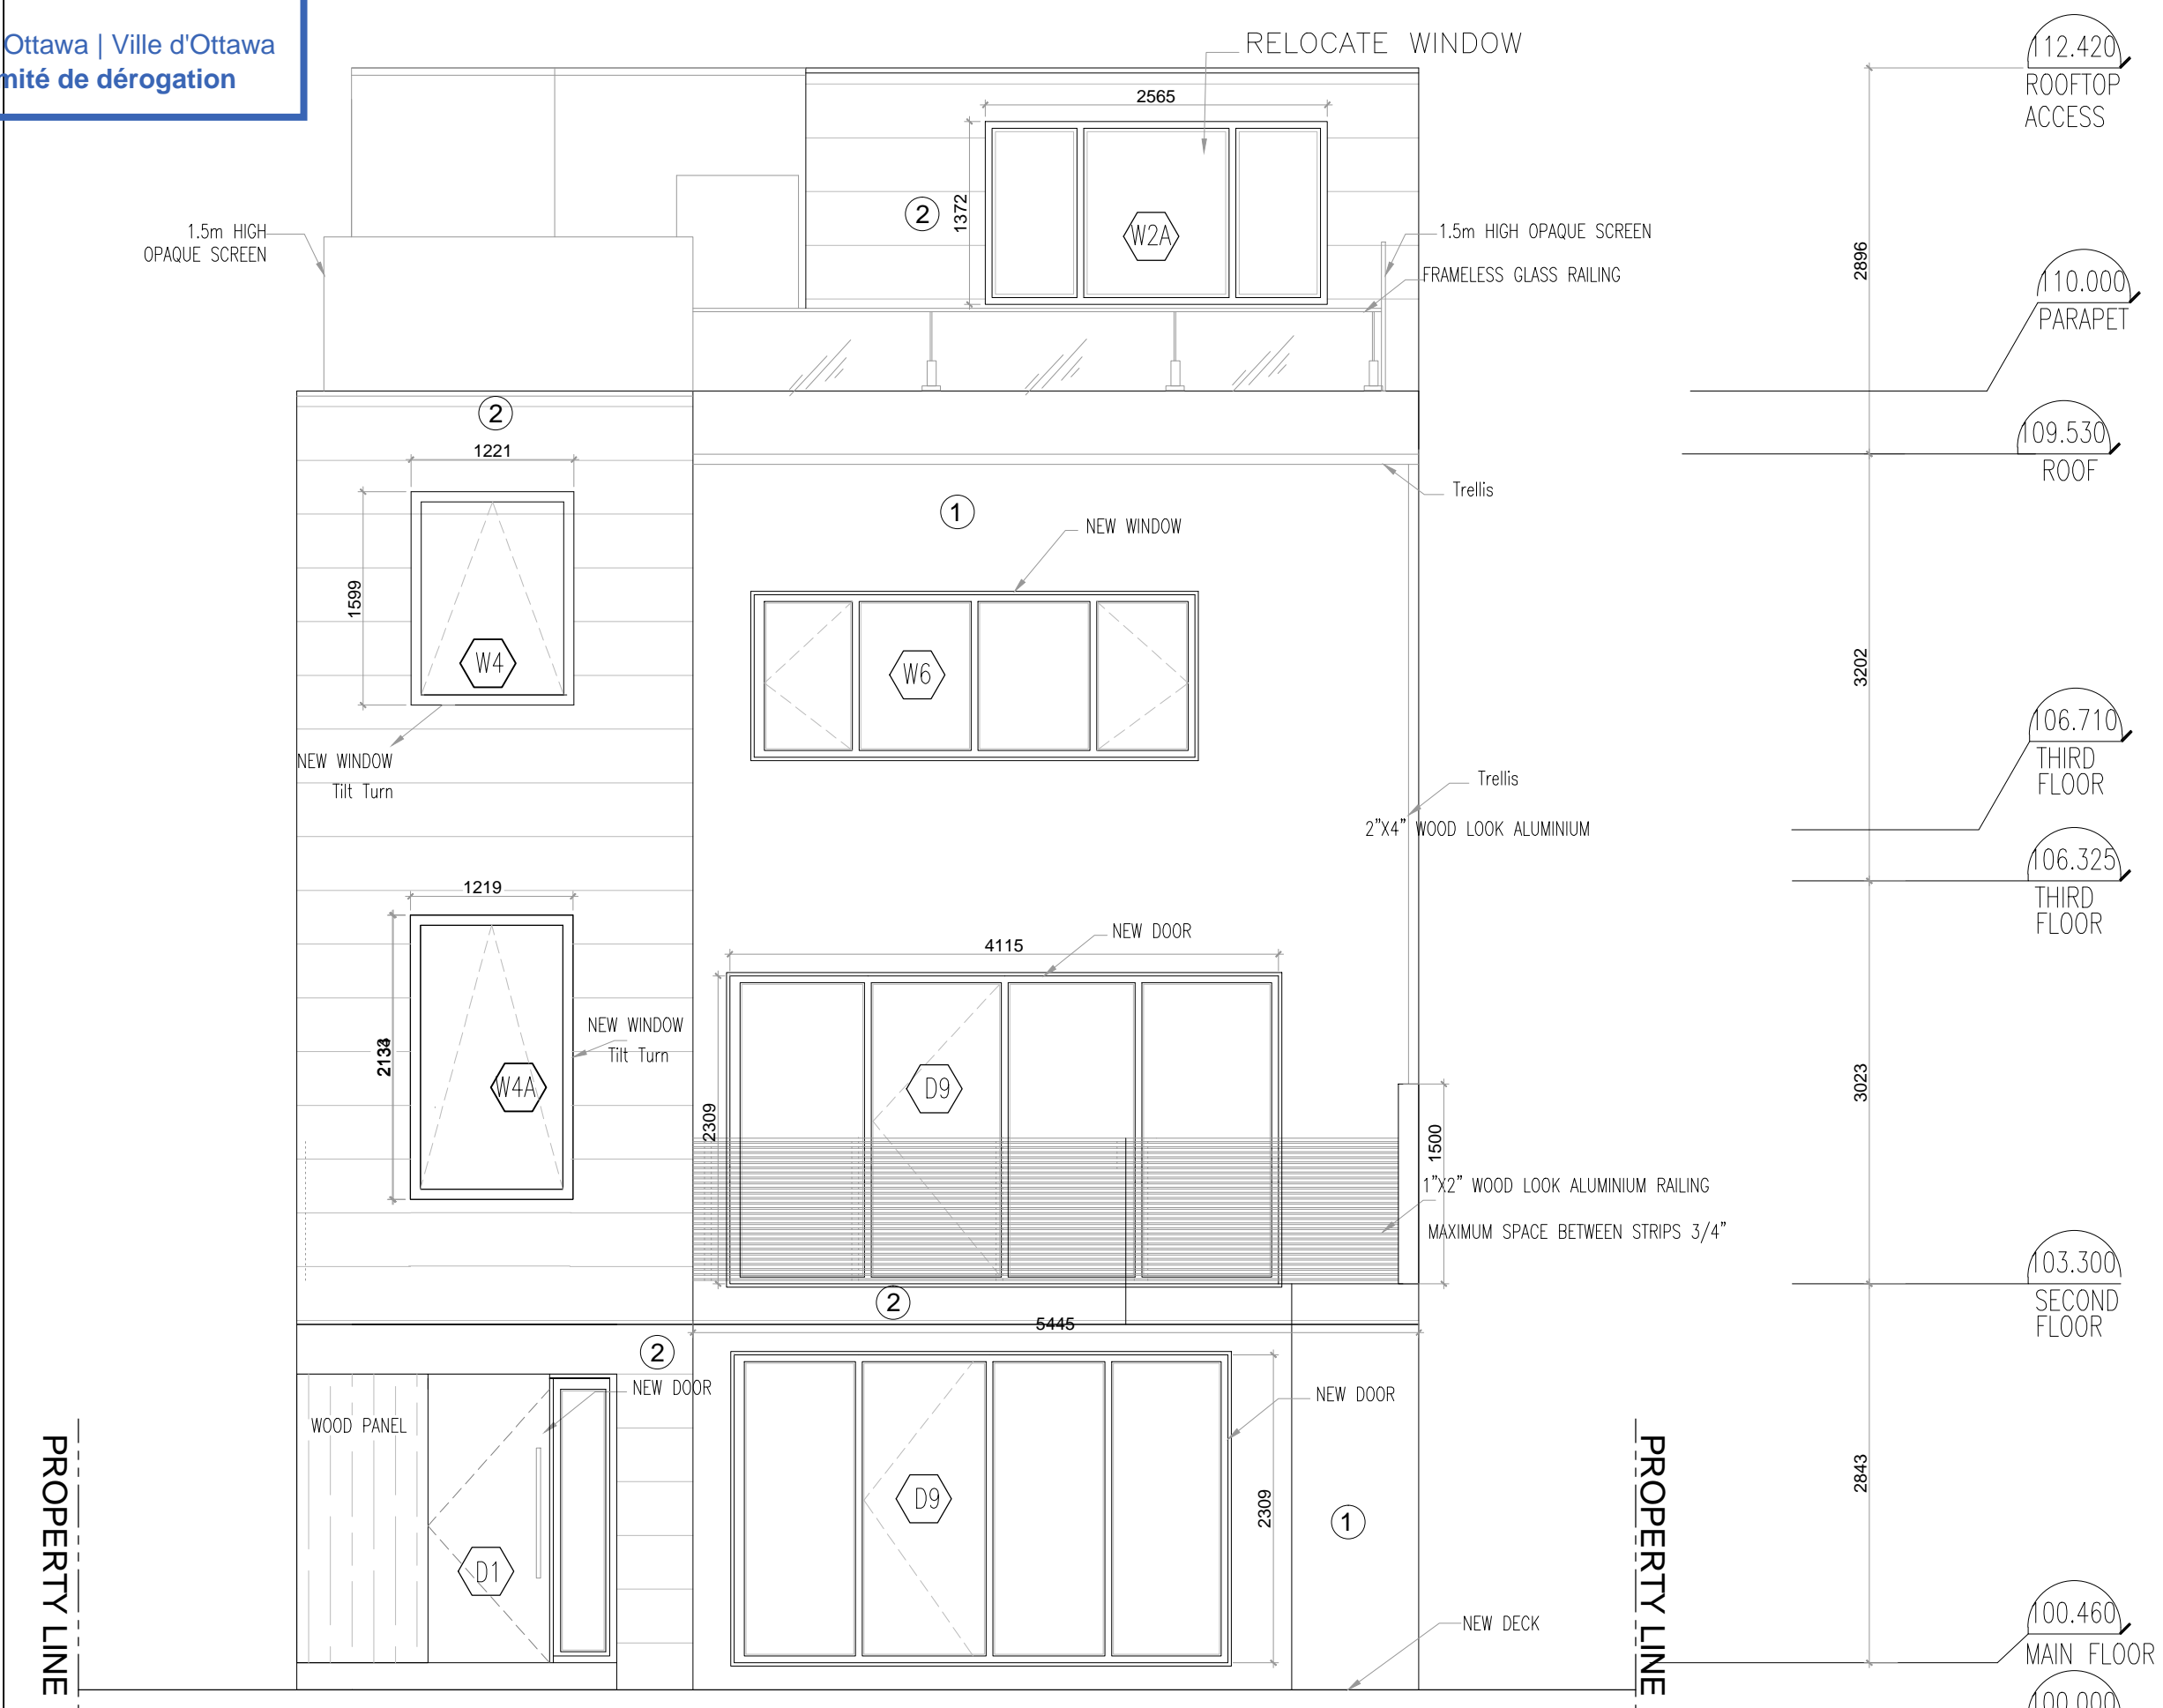 Ottawa | Ville d'Ottawa
mité de dérogation
RELOCATE WINDOW
112.420
ROOFTOP
ACCESS
2565
1372
2
W2A
1.5m HIGH
OPAQUE SCREEN
1.5m HIGH OPAQUE SCREEN
FRAMELESS GLASS RAILING
2896
110.000
PARAPET
2
1221
109.530
ROOF
1
Trellis
NEW WINDOW
1599
W4
W6
3202
NEW WINDOW
Tilt Turn
106.710
THIRD
FLOOR
Trellis
2"X4" WOOD LOOK ALUMINIUM
106.325
THIRD
FLOOR
1219
4115
NEW DOOR
NEW WINDOW
Tilt Turn
W4A
D9
2309
1500
3023
1"X2" WOOD LOOK ALUMINIUM RAILING
MAXIMUM SPACE BETWEEN STRIPS 3/4"
103.300
SECOND
FLOOR
2
5445
2
NEW DOOR
NEW DOOR
WOOD PANEL
PROPERTY LINE
D1
D9
2309
1
2843
PROPERTY LINE
NEW DECK
100.460
MAIN FLOOR
100.000